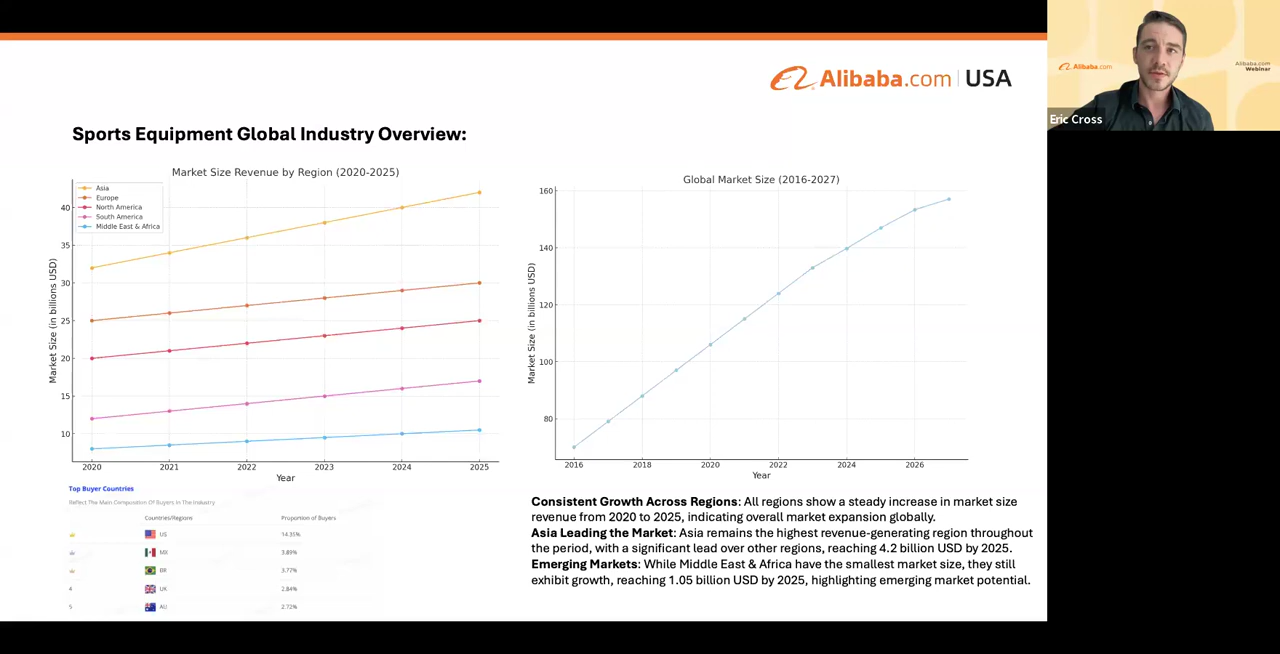 Alibaba.com | USA
Alibaba.com
Alibaba.com
Webinar
Eric Cross
Sports Equipment Global Industry Overview:
Market Size Revenue by Region (2020-2025)
Asia
Europe
North America
South America
Middle East & Africa
Market Size (in billions USD)
40
35
30
25
20
15
10
2020 2021 2022 2023 2024 2025
Year
Global Market Size (2016-2027)
Market Size (in billions USD)
160
140
120
100
80
2016 2018 2020 2022 2024 2026
Year
Top Buyer Countries
Reflect The Main Composition Of Buyers In The Industry
Countries/Regions Proportion of Buyers
US 14.35%
MX 3.89%
BR 3.77%
4 UK 2.84%
5 AU 2.72%
Consistent Growth Across Regions: All regions show a steady increase in market size
revenue from 2020 to 2025, indicating overall market expansion globally.
Asia Leading the Market: Asia remains the highest revenue-generating region throughout
the period, with a significant lead over other regions, reaching 4.2 billion USD by 2025.
Emerging Markets: While Middle East & Africa have the smallest market size, they still
exhibit growth, reaching 1.05 billion USD by 2025, highlighting emerging market potential.